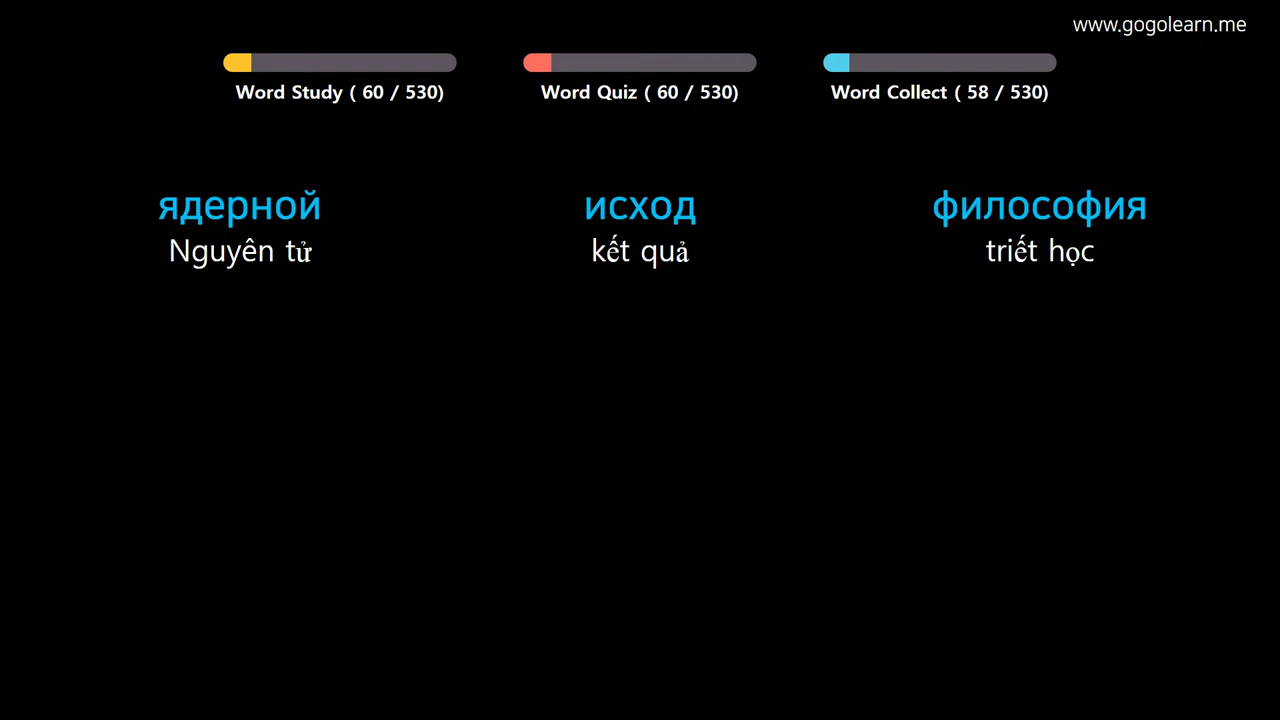 www.gogolearn.me
Word Study ( 60 / 530)
Word Quiz ( 60 / 530)
Word Collect ( 58 / 530)
ядерной
Nguyên tử
исход
kết quả
философия
triết học